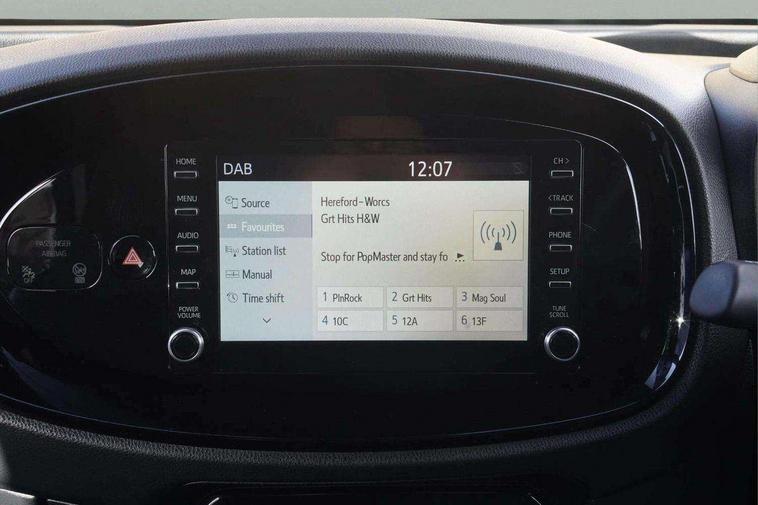 HOME
MENU
AUDIO
MAP
POWER
VOLUME
PASSENGER
AIRBAG
DAB
12:07
Source
Favourites
Station list
Manual
Time shift
Hereford-Worcs
Grt Hits H&W
Stop for PopMaster and stay fo
1 PlnRock
2 Grt Hits
3 Mag Soul
4 10C
5 12A
6 13F
CH >
< TRACK
PHONE
SETUP
TUNE
SCROLL